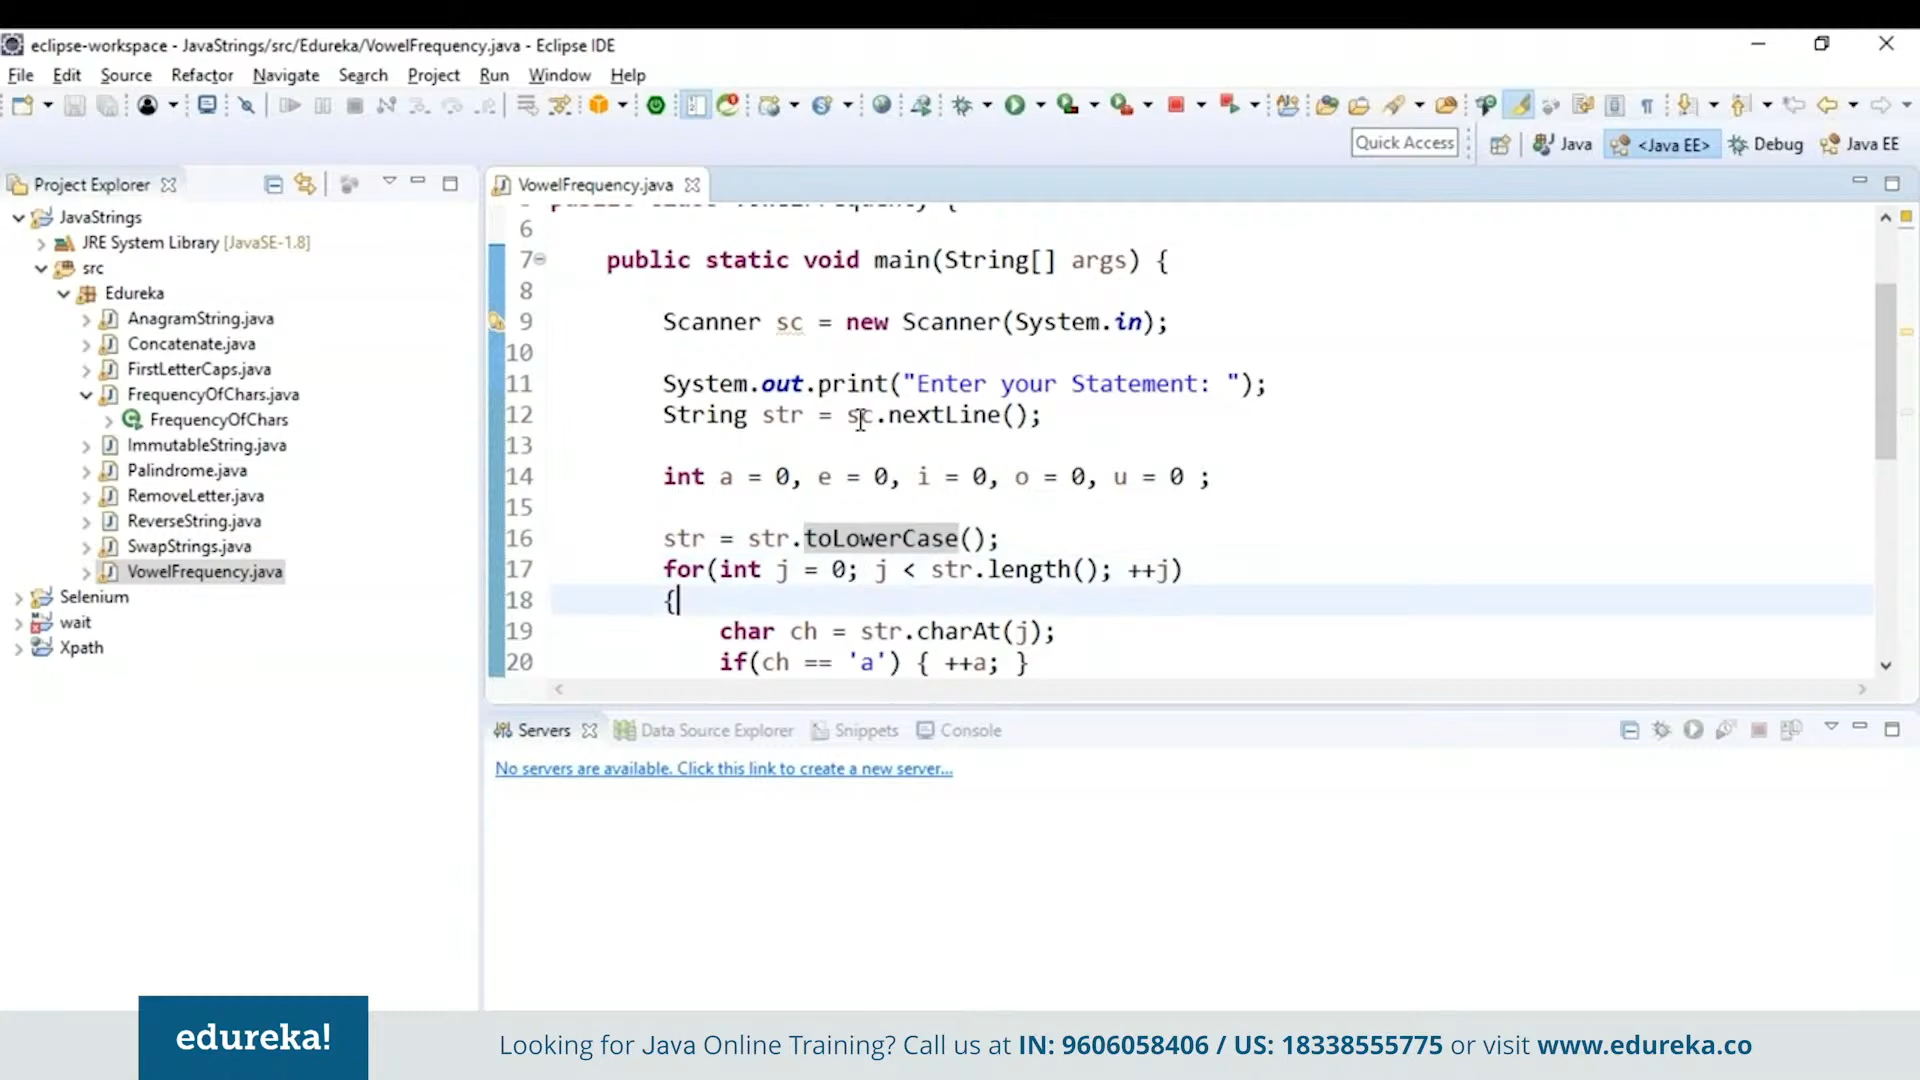 eclipse-workspace - JavaStrings/src/Edureka/VowelFrequency.java - Eclipse IDE
File Edit Source Refactor Navigate Search Project Run Window Help
Quick Access Java <Java EE> Debug Java EE
Project Explorer
JavaStrings
JRE System Library [JavaSE-1.8]
src
Edureka
AnagramString.java
Concatenate.java
FirstLetterCaps.java
FrequencyOfChars.java
FrequencyOfChars
ImmutableString.java
Palindrome.java
RemoveLetter.java
ReverseString.java
SwapStrings.java
VowelFrequency.java
Selenium
wait
Xpath
VowelFrequency.java
6
7 public static void main(String[] args) {
8
9 Scanner sc = new Scanner(System.in);
10
11 System.out.print("Enter your Statement: ");
12 String str = sc.nextLine();
13
14 int a = 0, e = 0, i = 0, o = 0, u = 0 ;
15
16 str = str.toLowerCase();
17 for(int j = 0; j < str.length(); ++j)
18 {
19 char ch = str.charAt(j);
20 if(ch == 'a') { ++a; }
Servers Data Source Explorer Snippets Console
No servers are available. Click this link to create a new server...
edureka!
Looking for Java Online Training? Call us at IN: 9606058406 / US: 18338555775 or visit www.edureka.co